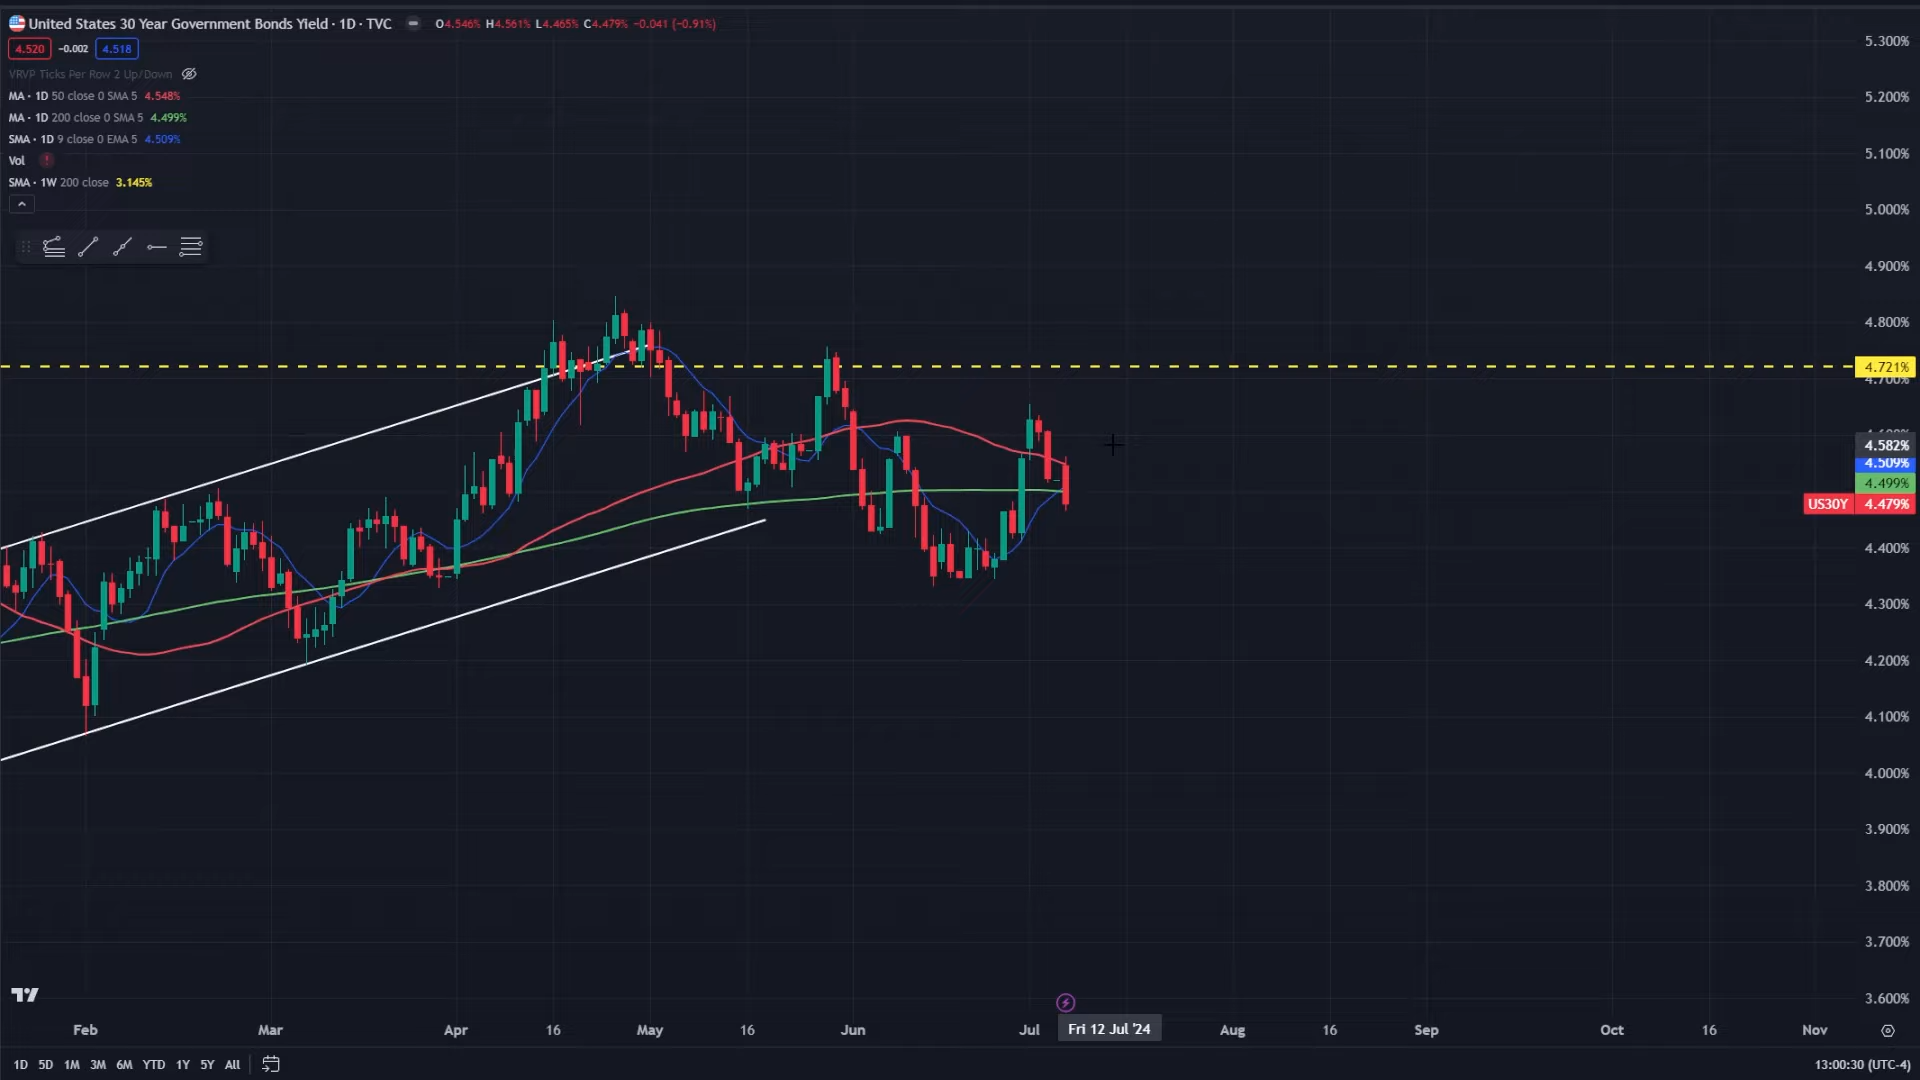 United States 30 Year Government Bonds Yield · 1D · TVC O4.546% H4.561% L4.465% C4.479% −0.041 (−0.91%)
4.520 −0.002 4.518
VRVP Ticks Per Row 2 Up/Down
MA · 1D 50 close 0 SMA 5 4.548%
MA · 1D 200 close 0 SMA 5 4.499%
SMA · 1D 9 close 0 EMA 5 4.509%
Vol
SMA · 1W 200 close 3.145%
5.300%
5.200%
5.100%
5.000%
4.900%
4.800%
4.721%
4.700%
4.582%
4.509%
4.499%
US30Y 4.479%
4.400%
4.300%
4.200%
4.100%
4.000%
3.900%
3.800%
3.700%
3.600%
Feb Mar Apr 16 May 16 Jun Jul Fri 12 Jul '24 Aug 16 Sep Oct 16 Nov
1D 5D 1M 3M 6M YTD 1Y 5Y All 13:00:30 (UTC-4)